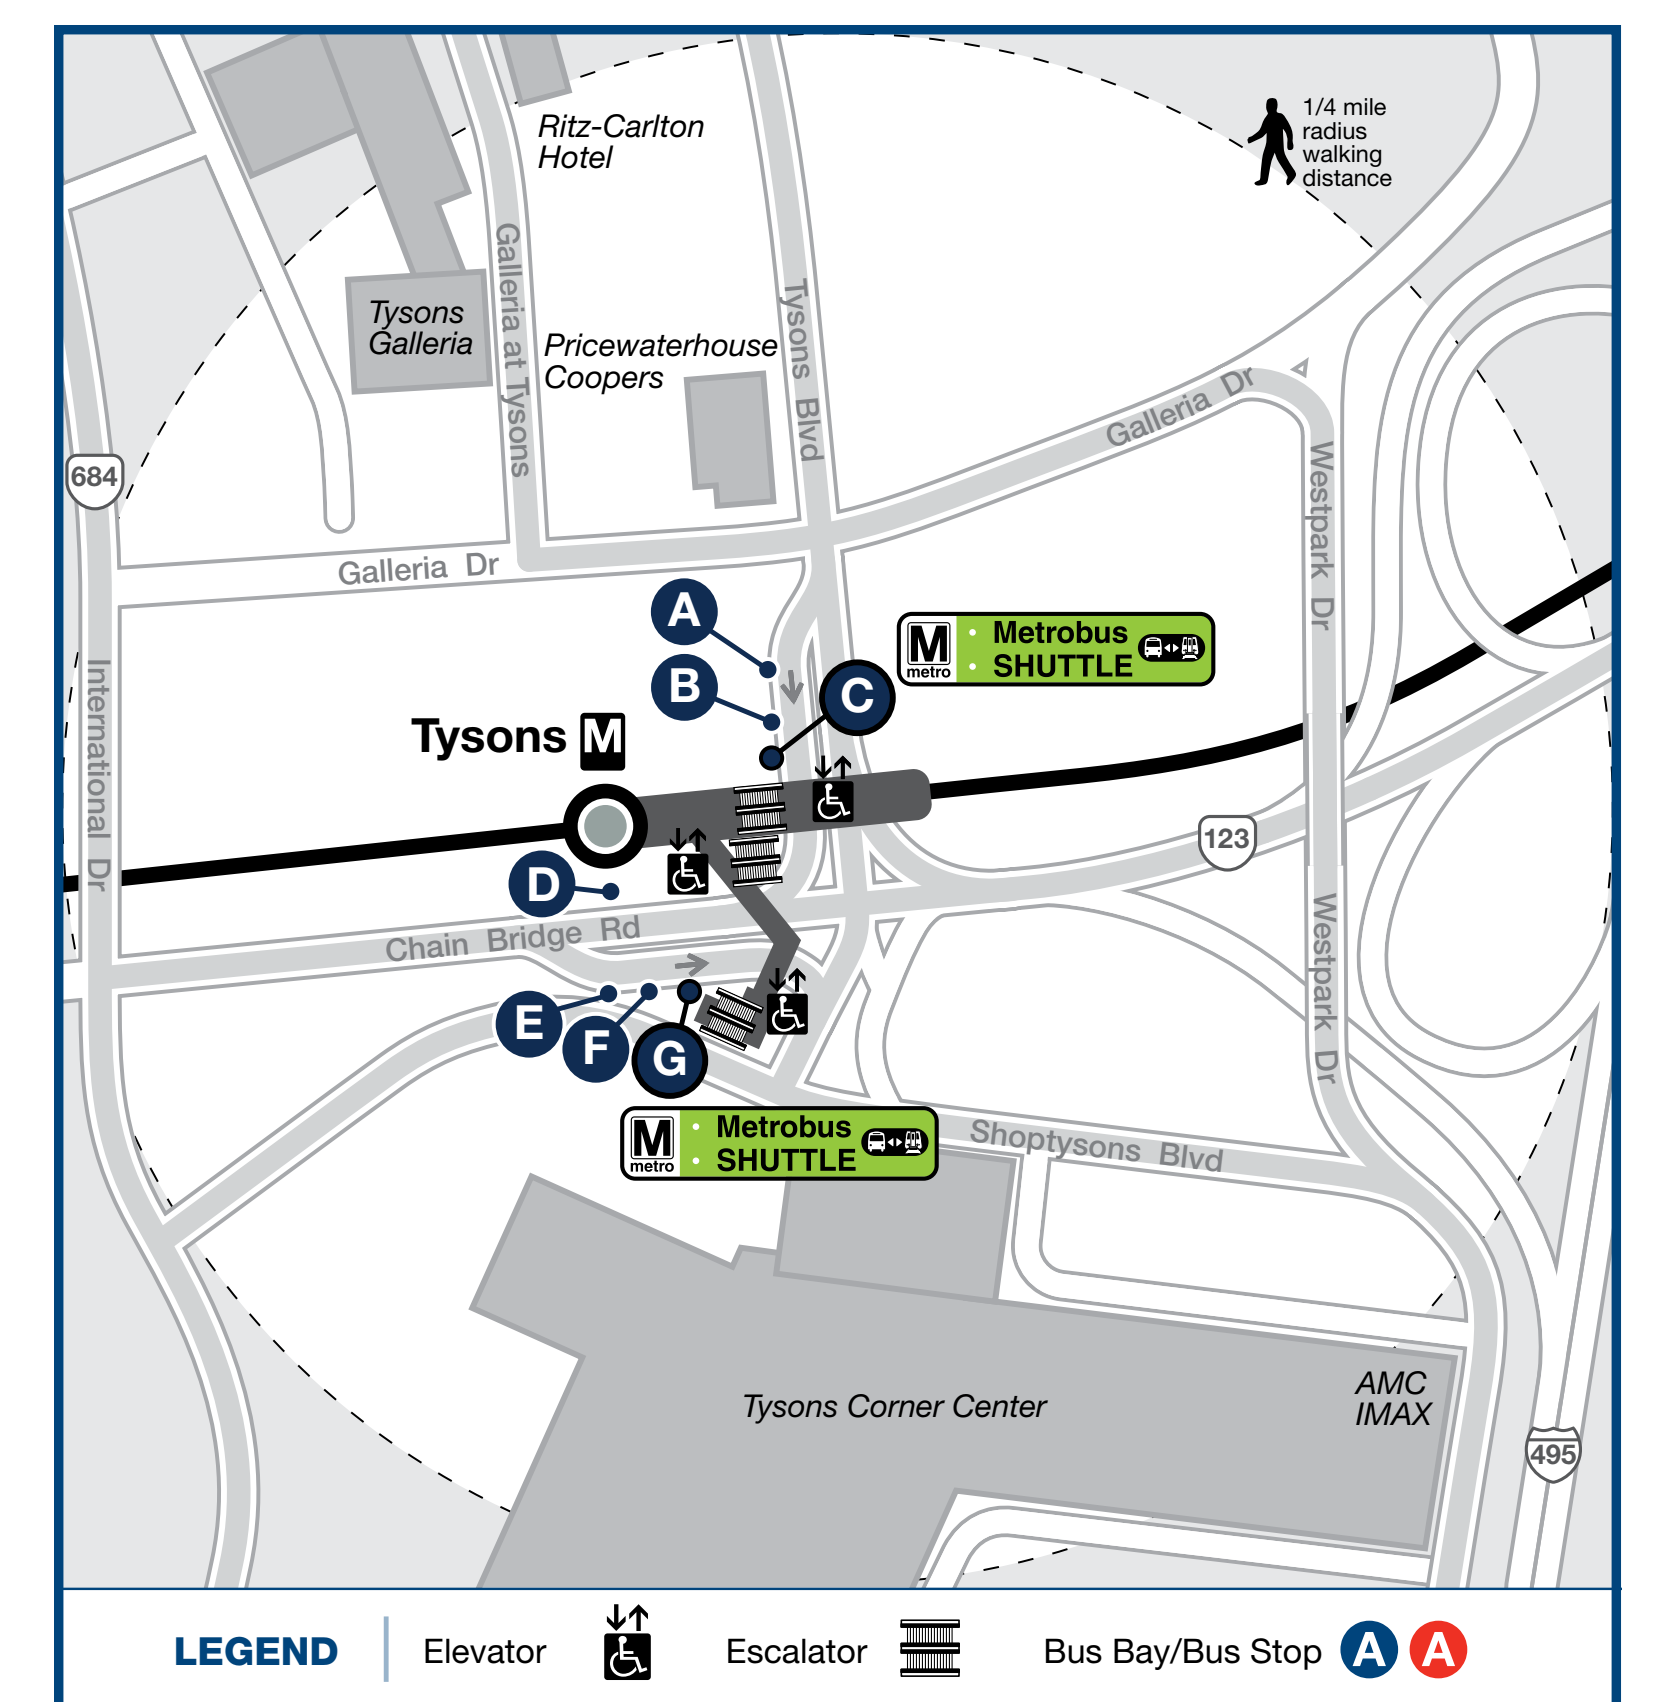 Ritz-Carlton
Hotel
1/4 mile
radius
walking
distance
Tysons
Galleria
Galleria at Tysons
Pricewaterhouse
Coopers
Tysons Blvd
Galleria Dr
684
Westpark Dr
Galleria Dr
A
B
C
M
metro
Metrobus
SHUTTLE
International Dr
Tysons M
123
D
Chain Bridge Rd
Westpark Dr
E
F
G
M
metro
Metrobus
SHUTTLE
Shoptysons Blvd
Tysons Corner Center
AMC
IMAX
495
LEGEND
Elevator
Escalator
Bus Bay/Bus Stop A A